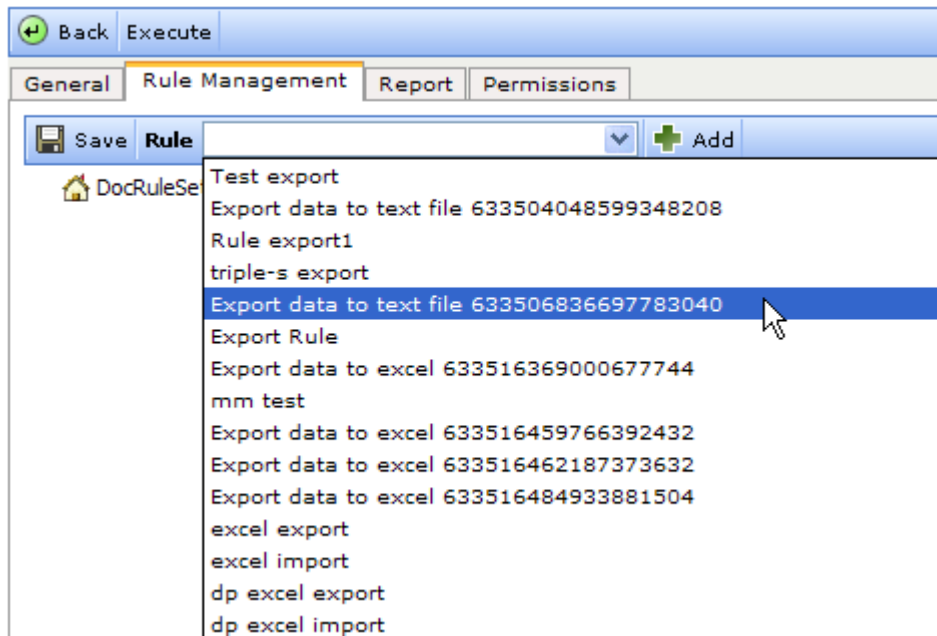 Back Execute
General Rule Management Report Permissions
Save Rule Add
DocRuleSe
Test export
Export data to text file 633504048599348208
Rule export1
triple-s export
Export data to text file 633506836697783040
Export Rule
Export data to excel 633516369000677744
mm test
Export data to excel 633516459766392432
Export data to excel 633516462187373632
Export data to excel 633516484933881504
excel export
excel import
dp excel export
dp excel import